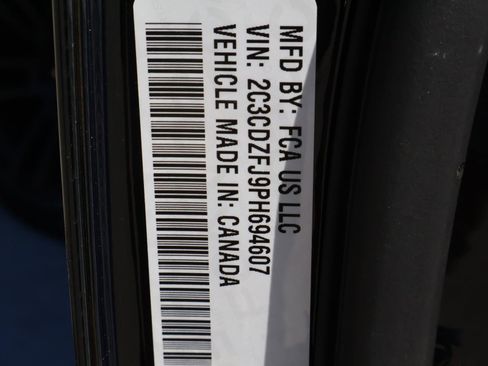 MFD BY: FCA US LLC
VIN: 2C3CDZFJ9PH694607
VEHICLE MADE IN: CANADA